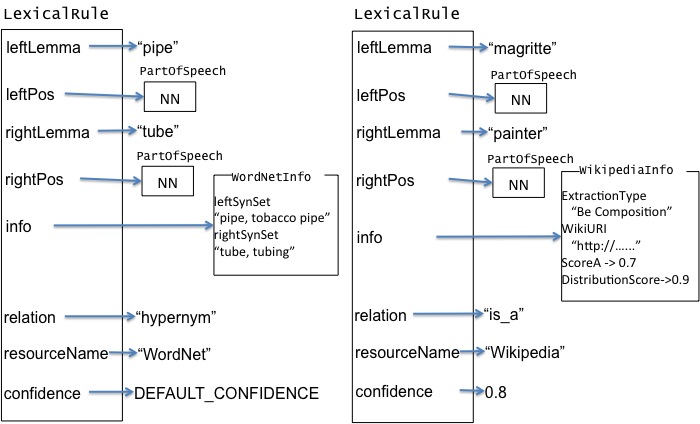 LexicalRule
leftLemma
“pipe”
PartOfSpeech
leftPos
NN
rightLemma
“tube”
PartOfSpeech
rightPos
NN
WordNetInfo
leftSynSet
“pipe, tobacco pipe”
rightSynSet
“tube, tubing”
info
relation
“hypernym”
resourceName
“WordNet”
confidence
DEFAULT_CONFIDENCE
LexicalRule
leftLemma
“magritte”
PartOfSpeech
leftPos
NN
rightLemma
“painter”
PartOfSpeech
rightPos
NN
WikipediaInfo
ExtractionType
“Be Composition”
WikiURI
“http://......”
ScoreA -> 0.7
DistributionScore->0.9
info
relation
“is_a”
resourceName
“Wikipedia”
confidence
0.8